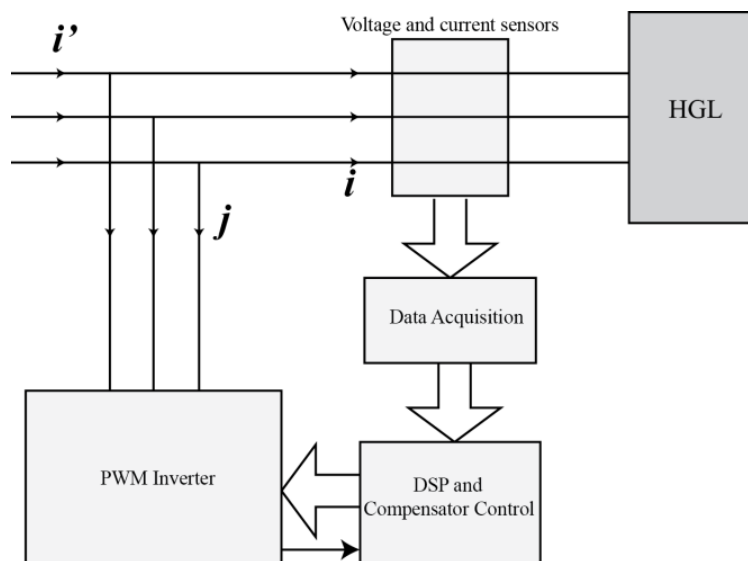 Voltage and current sensors
i’
HGL
i
j
Data Acquisition
PWM Inverter
DSP and
Compensator Control